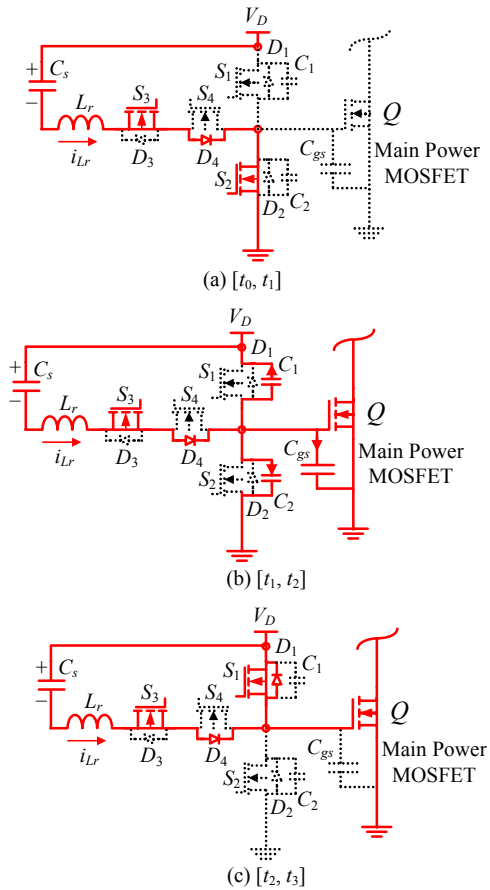 V_D
D_1
+
C_s
S_1
C_1
−
L_r
S_3
S_4
Q
i_Lr
D_3
D_4
C_gs
Main Power
MOSFET
S_2
D_2
C_2
(a) [t_0, t_1]
V_D
D_1
+
C_s
S_1
C_1
−
L_r
S_3
S_4
Q
i_Lr
D_3
D_4
C_gs
Main Power
MOSFET
S_2
D_2
C_2
(b) [t_1, t_2]
V_D
D_1
+
C_s
S_1
C_1
−
L_r
S_3
S_4
Q
i_Lr
D_3
D_4
C_gs
Main Power
MOSFET
S_2
D_2
C_2
(c) [t_2, t_3]